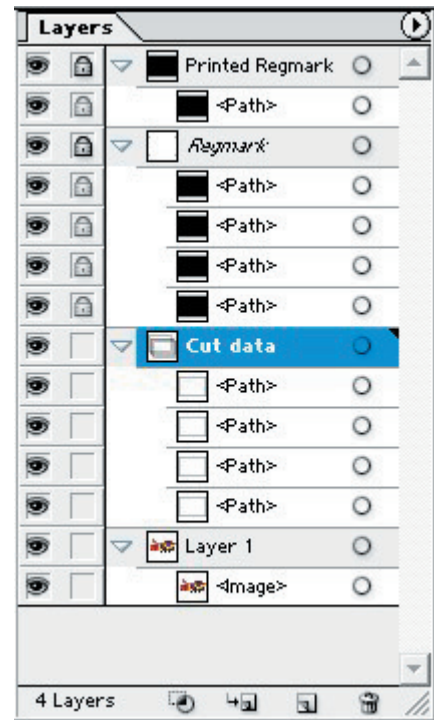 Layers
Printed Regmark
<Path>
Regmark
<Path>
<Path>
<Path>
<Path>
Cut data
<Path>
<Path>
<Path>
<Path>
Layer 1
<Image>
4 Layers